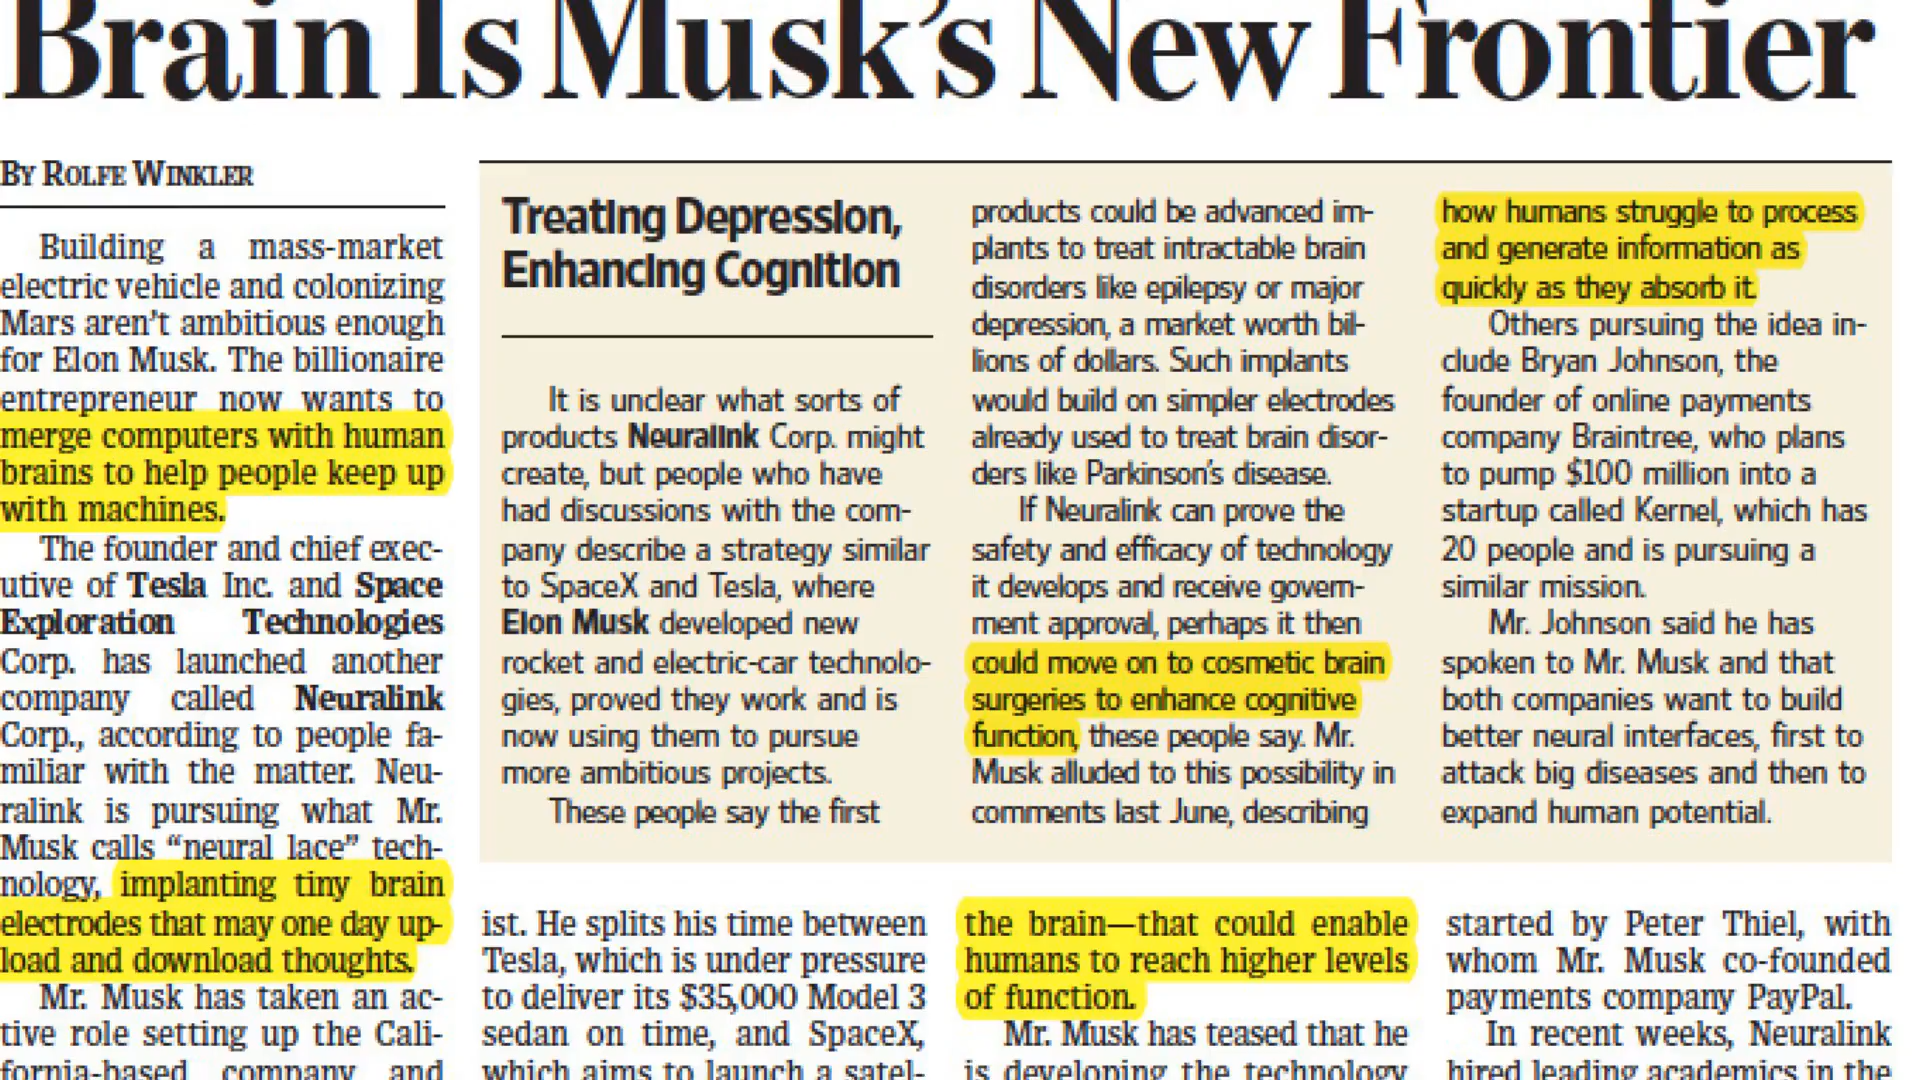 Brain Is Musk's New Frontier
BY ROLFE WINKLER
Building a mass-market
electric vehicle and colonizing
Mars aren't ambitious enough
for Elon Musk. The billionaire
entrepreneur now wants to
merge computers with human
brains to help people keep up
with machines.
The founder and chief exec-
utive of Tesla Inc. and Space
Exploration Technologies
Corp. has launched another
company called Neuralink
Corp., according to people fa-
miliar with the matter. Neu-
ralink is pursuing what Mr.
Musk calls “neural lace” tech-
nology, implanting tiny brain
electrodes that may one day up-
load and download thoughts.
Mr. Musk has taken an ac-
tive role setting up the Cali-
fornia-based company and
Treating Depression,
Enhancing Cognition
It is unclear what sorts of
products Neuralink Corp. might
create, but people who have
had discussions with the com-
pany describe a strategy similar
to SpaceX and Tesla, where
Elon Musk developed new
rocket and electric-car technolo-
gies, proved they work and is
now using them to pursue
more ambitious projects.
These people say the first
products could be advanced im-
plants to treat intractable brain
disorders like epilepsy or major
depression, a market worth bil-
lions of dollars. Such implants
would build on simpler electrodes
already used to treat brain disor-
ders like Parkinson's disease.
If Neuralink can prove the
safety and efficacy of technology
it develops and receive govern-
ment approval, perhaps it then
could move on to cosmetic brain
surgeries to enhance cognitive
function, these people say. Mr.
Musk alluded to this possibility in
comments last June, describing
how humans struggle to process
and generate information as
quickly as they absorb it.
Others pursuing the idea in-
clude Bryan Johnson, the
founder of online payments
company Braintree, who plans
to pump $100 million into a
startup called Kernel, which has
20 people and is pursuing a
similar mission.
Mr. Johnson said he has
spoken to Mr. Musk and that
both companies want to build
better neural interfaces, first to
attack big diseases and then to
expand human potential.
ist. He splits his time between
Tesla, which is under pressure
to deliver its $35,000 Model 3
sedan on time, and SpaceX,
which aims to launch a satel-
the brain—that could enable
humans to reach higher levels
of function.
Mr. Musk has teased that he
is developing the technology
started by Peter Thiel, with
whom Mr. Musk co-founded
payments company PayPal.
In recent weeks, Neuralink
hired leading academics in the